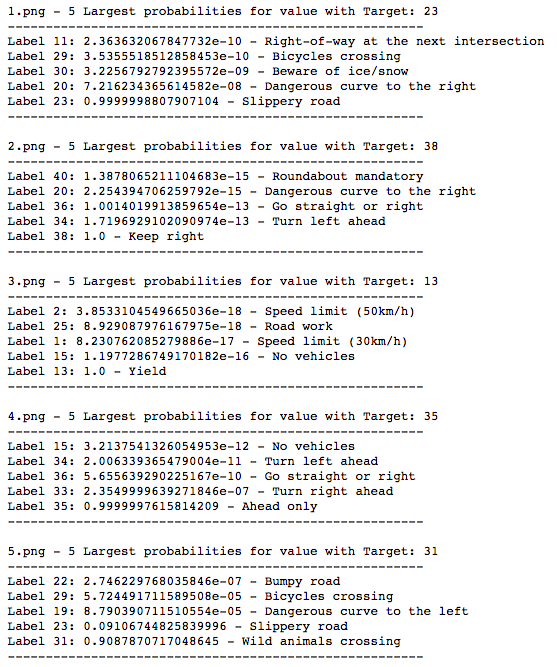 1.png - 5 Largest probabilities for value with Target: 23
------------------------------------------------------
Label 11: 2.363632067847732e-10 - Right-of-way at the next intersection
Label 29: 3.5355518512858453e-10 - Bicycles crossing
Label 30: 3.2256792792395572e-09 - Beware of ice/snow
Label 20: 7.216234365614582e-08 - Dangerous curve to the right
Label 23: 0.9999998807907104 - Slippery road
------------------------------------------------------
2.png - 5 Largest probabilities for value with Target: 38
------------------------------------------------------
Label 40: 1.3878065211104683e-15 - Roundabout mandatory
Label 20: 2.254394706259792e-15 - Dangerous curve to the right
Label 36: 1.0014019913859654e-13 - Go straight or right
Label 34: 1.7196929102090974e-13 - Turn left ahead
Label 38: 1.0 - Keep right
------------------------------------------------------
3.png - 5 Largest probabilities for value with Target: 13
------------------------------------------------------
Label 2: 3.8533104549665036e-18 - Speed limit (50km/h)
Label 25: 8.929087976167975e-18 - Road work
Label 1: 8.230762085279886e-17 - Speed limit (30km/h)
Label 15: 1.1977286749170182e-16 - No vehicles
Label 13: 1.0 - Yield
------------------------------------------------------
4.png - 5 Largest probabilities for value with Target: 35
------------------------------------------------------
Label 15: 3.2137541326054953e-12 - No vehicles
Label 34: 2.006339365479004e-11 - Turn left ahead
Label 36: 5.655639290225167e-10 - Go straight or right
Label 33: 2.3549999639271846e-07 - Turn right ahead
Label 35: 0.9999997615814209 - Ahead only
------------------------------------------------------
5.png - 5 Largest probabilities for value with Target: 31
------------------------------------------------------
Label 22: 2.746229768035846e-07 - Bumpy road
Label 29: 5.724491711589508e-05 - Bicycles crossing
Label 19: 8.790390711510554e-05 - Dangerous curve to the left
Label 23: 0.09106744825839996 - Slippery road
Label 31: 0.9087870717048645 - Wild animals crossing
------------------------------------------------------